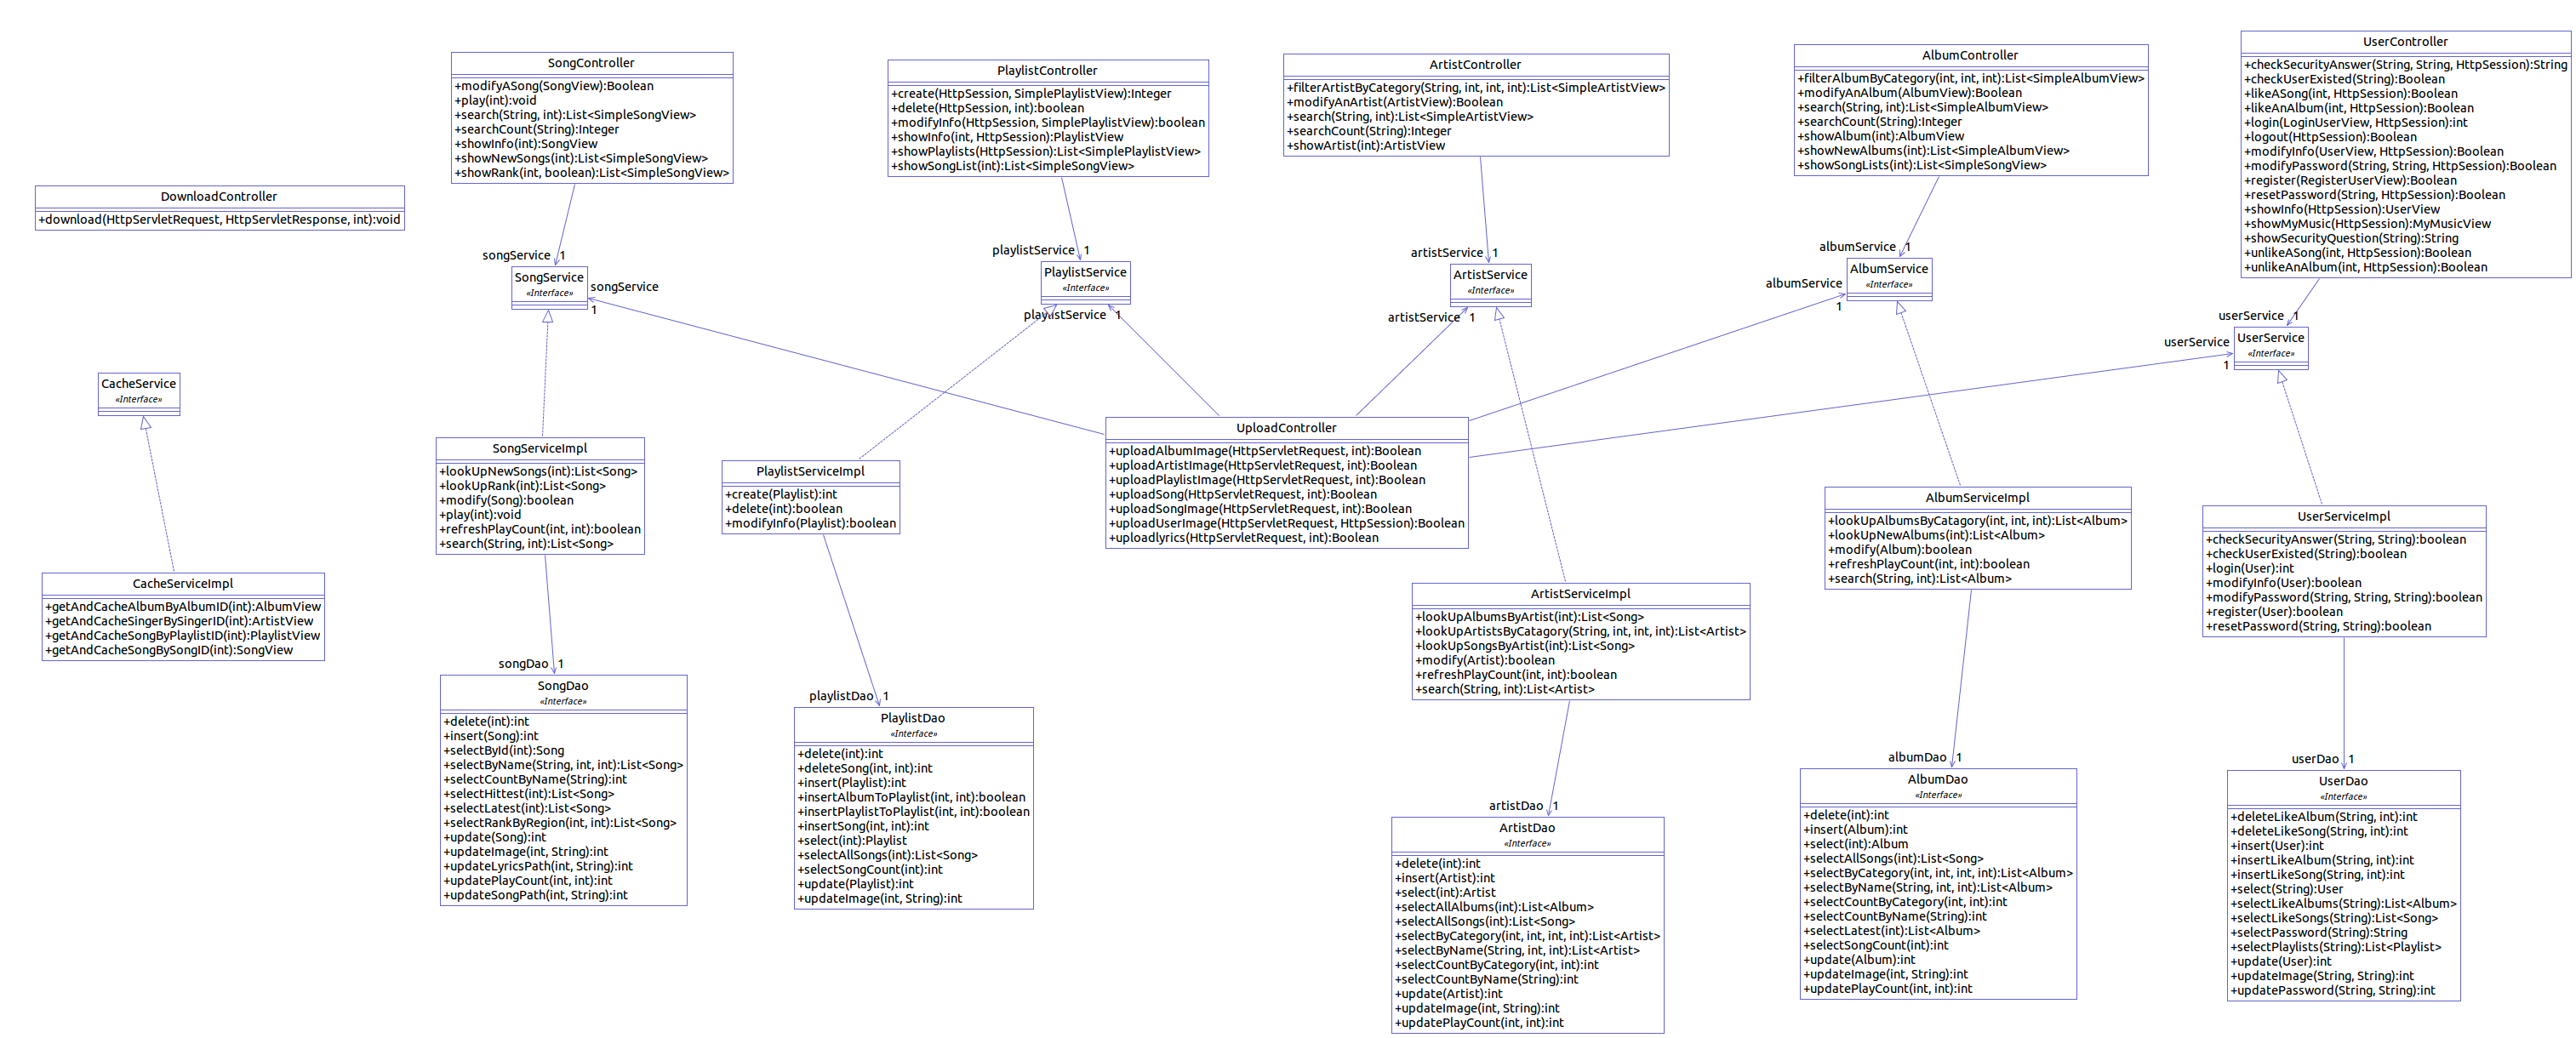 SongController
+modifyASong(SongView):Boolean
+play(int):void
+search(String, int):List<SimpleSongView>
+searchCount(String):Integer
+showInfo(int):SongView
+showNewSongs(int):List<SimpleSongView>
+showRank(int, boolean):List<SimpleSongView>
PlaylistController
+create(HttpSession, SimplePlaylistView):Integer
+delete(HttpSession, int):boolean
+modifyInfo(HttpSession, SimplePlaylistView):boolean
+showInfo(int, HttpSession):PlaylistView
+showPlaylists(HttpSession):List<SimplePlaylistView>
+showSongList(int):List<SimpleSongView>
ArtistController
+filterArtistByCategory(String, int, int, int):List<SimpleArtistView>
+modifyAnArtist(ArtistView):Boolean
+search(String, int):List<SimpleArtistView>
+searchCount(String):Integer
+showArtist(int):ArtistView
AlbumController
+filterAlbumByCategory(int, int, int):List<SimpleAlbumView>
+modifyAnAlbum(AlbumView):Boolean
+search(String, int):List<SimpleAlbumView>
+searchCount(String):Integer
+showAlbum(int):AlbumView
+showNewAlbums(int):List<SimpleAlbumView>
+showSongLists(int):List<SimpleSongView>
UserController
+checkSecurityAnswer(String, String, HttpSession):String
+checkUserExisted(String):Boolean
+likeASong(int, HttpSession):Boolean
+likeAnAlbum(int, HttpSession):Boolean
+login(LoginUserView, HttpSession):int
+logout(HttpSession):Boolean
+modifyInfo(UserView, HttpSession):Boolean
+modifyPassword(String, String, HttpSession):Boolean
+register(RegisterUserView):Boolean
+resetPassword(String, HttpSession):Boolean
+showInfo(HttpSession):UserView
+showMyMusic(HttpSession):MyMusicView
+showSecurityQuestion(String):String
+unlikeASong(int, HttpSession):Boolean
+unlikeAnAlbum(int, HttpSession):Boolean
DownloadController
+download(HttpServletRequest, HttpServletResponse, int):void
songService 1
SongService
«Interface»
songService
1
playlistService 1
PlaylistService
«Interface»
playlistService 1
artistService 1
ArtistService
«Interface»
artistService 1
albumService 1
AlbumService
«Interface»
albumService
1
userService 1
UserService
«Interface»
userService
1
CacheService
«Interface»
UploadController
+uploadAlbumImage(HttpServletRequest, int):Boolean
+uploadArtistImage(HttpServletRequest, int):Boolean
+uploadPlaylistImage(HttpServletRequest, int):Boolean
+uploadSong(HttpServletRequest, int):Boolean
+uploadSongImage(HttpServletRequest, int):Boolean
+uploadUserImage(HttpServletRequest, HttpSession):Boolean
+uploadlyrics(HttpServletRequest, int):Boolean
SongServiceImpl
+lookUpNewSongs(int):List<Song>
+lookUpRank(int):List<Song>
+modify(Song):boolean
+play(int):void
+refreshPlayCount(int, int):boolean
+search(String, int):List<Song>
PlaylistServiceImpl
+create(Playlist):int
+delete(int):boolean
+modifyInfo(Playlist):boolean
AlbumServiceImpl
+lookUpAlbumsByCatagory(int, int, int):List<Album>
+lookUpNewAlbums(int):List<Album>
+modify(Album):boolean
+refreshPlayCount(int, int):boolean
+search(String, int):List<Album>
UserServiceImpl
+checkSecurityAnswer(String, String):boolean
+checkUserExisted(String):boolean
+login(User):int
+modifyInfo(User):boolean
+modifyPassword(String, String, String):boolean
+register(User):boolean
+resetPassword(String, String):boolean
CacheServiceImpl
+getAndCacheAlbumByAlbumID(int):AlbumView
+getAndCacheSingerBySingerID(int):ArtistView
+getAndCacheSongByPlaylistID(int):PlaylistView
+getAndCacheSongBySongID(int):SongView
ArtistServiceImpl
+lookUpAlbumsByArtist(int):List<Song>
+lookUpArtistsByCatagory(String, int, int, int):List<Artist>
+lookUpSongsByArtist(int):List<Song>
+modify(Artist):boolean
+refreshPlayCount(int, int):boolean
+search(String, int):List<Artist>
songDao 1
SongDao
«Interface»
+delete(int):int
+insert(Song):int
+selectById(int):Song
+selectByName(String, int, int):List<Song>
+selectCountByName(String):int
+selectHittest(int):List<Song>
+selectLatest(int):List<Song>
+selectRankByRegion(int, int):List<Song>
+update(Song):int
+updateImage(int, String):int
+updateLyricsPath(int, String):int
+updatePlayCount(int, int):int
+updateSongPath(int, String):int
playlistDao 1
PlaylistDao
«Interface»
+delete(int):int
+deleteSong(int, int):int
+insert(Playlist):int
+insertAlbumToPlaylist(int, int):boolean
+insertPlaylistToPlaylist(int, int):boolean
+insertSong(int, int):int
+select(int):Playlist
+selectAllSongs(int):List<Song>
+selectSongCount(int):int
+update(Playlist):int
+updateImage(int, String):int
artistDao 1
ArtistDao
«Interface»
+delete(int):int
+insert(Artist):int
+select(int):Artist
+selectAllAlbums(int):List<Album>
+selectAllSongs(int):List<Song>
+selectByCategory(int, int, int, int):List<Artist>
+selectByName(String, int, int):List<Artist>
+selectCountByCategory(int, int):int
+selectCountByName(String):int
+update(Artist):int
+updateImage(int, String):int
+updatePlayCount(int, int):int
albumDao 1
AlbumDao
«Interface»
+delete(int):int
+insert(Album):int
+select(int):Album
+selectAllSongs(int):List<Song>
+selectByCategory(int, int, int, int):List<Album>
+selectByName(String, int, int):List<Album>
+selectCountByCategory(int, int):int
+selectCountByName(String):int
+selectLatest(int):List<Album>
+selectSongCount(int):int
+update(Album):int
+updateImage(int, String):int
+updatePlayCount(int, int):int
userDao 1
UserDao
«Interface»
+deleteLikeAlbum(String, int):int
+deleteLikeSong(String, int):int
+insert(User):int
+insertLikeAlbum(String, int):int
+insertLikeSong(String, int):int
+select(String):User
+selectLikeAlbums(String):List<Album>
+selectLikeSongs(String):List<Song>
+selectPassword(String):String
+selectPlaylists(String):List<Playlist>
+update(User):int
+updateImage(String, String):int
+updatePassword(String, String):int